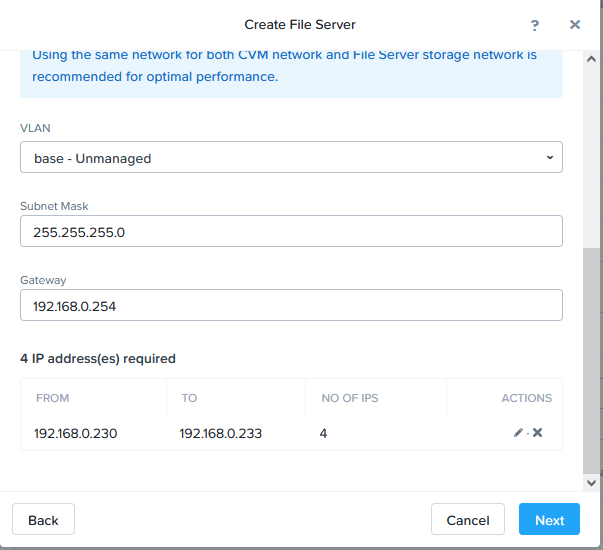 Create File Server
?
Using the same network for both CVM network and File Server storage network is
recommended for optimal performance.
VLAN
base - Unmanaged
Subnet Mask
255.255.255.0
Gateway
192.168.0.254
4 IP address(es) required
FROM TO NO OF IPS ACTIONS
192.168.0.230 192.168.0.233 4
Back Cancel Next